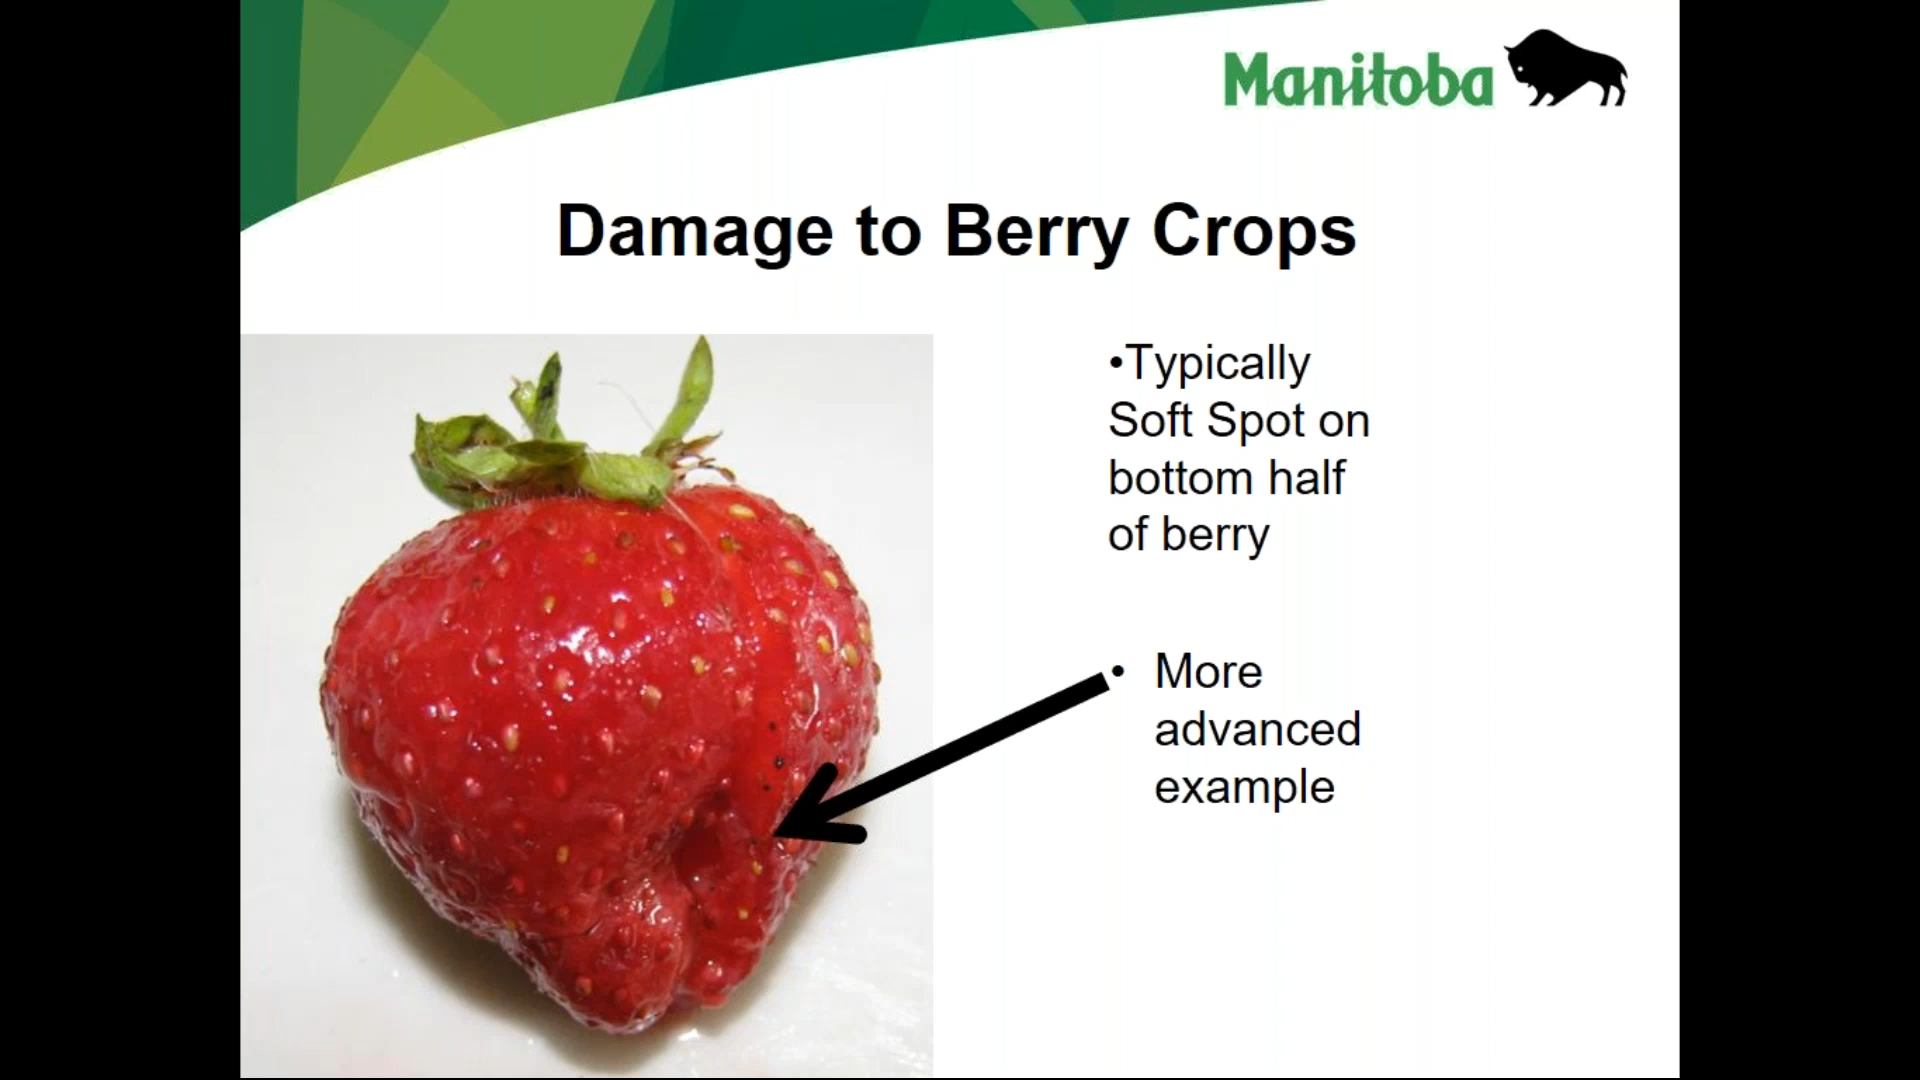 Manitoba
Damage to Berry Crops
•Typically
Soft Spot on
bottom half
of berry
• More
advanced
example